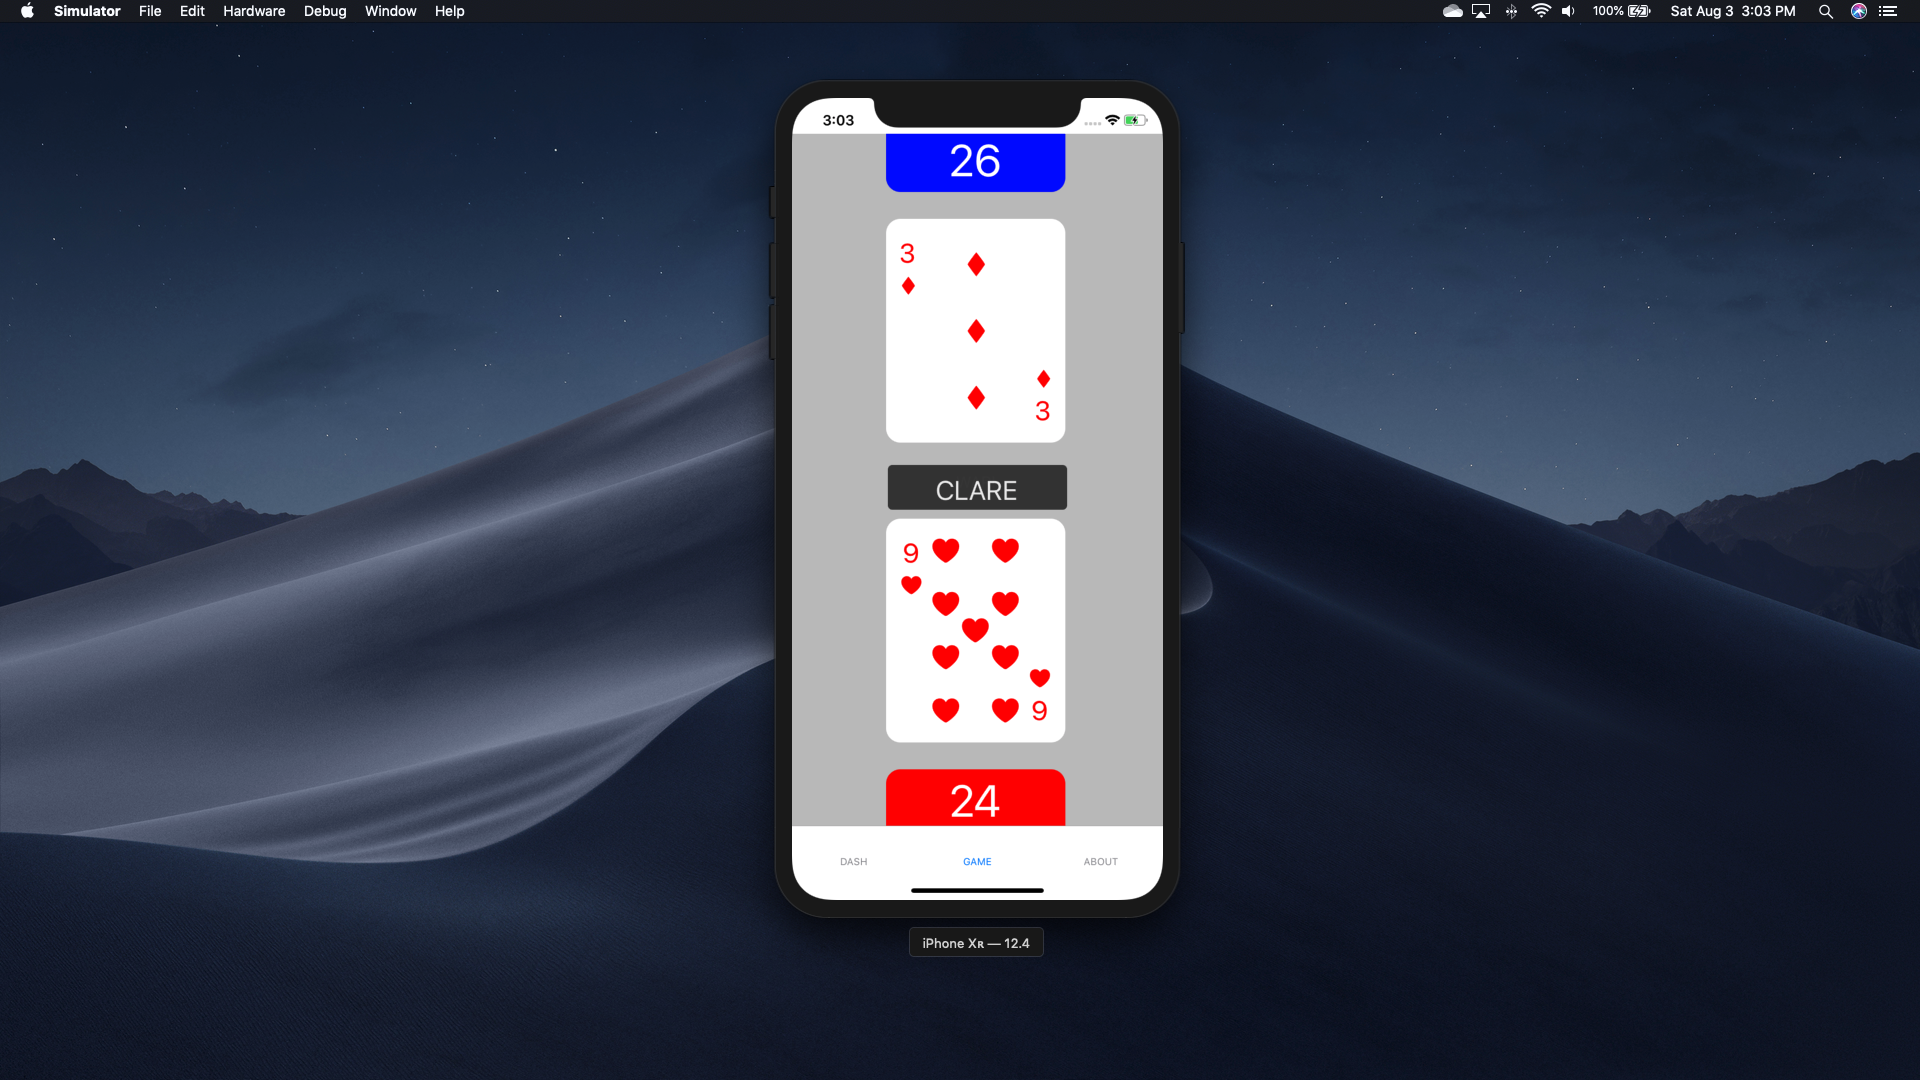 Simulator File Edit Hardware Debug Window Help 100% Sat Aug 3 3:03 PM
3:03
26
3
3
CLARE
9
9
24
DASH GAME ABOUT
iPhone Xʀ — 12.4